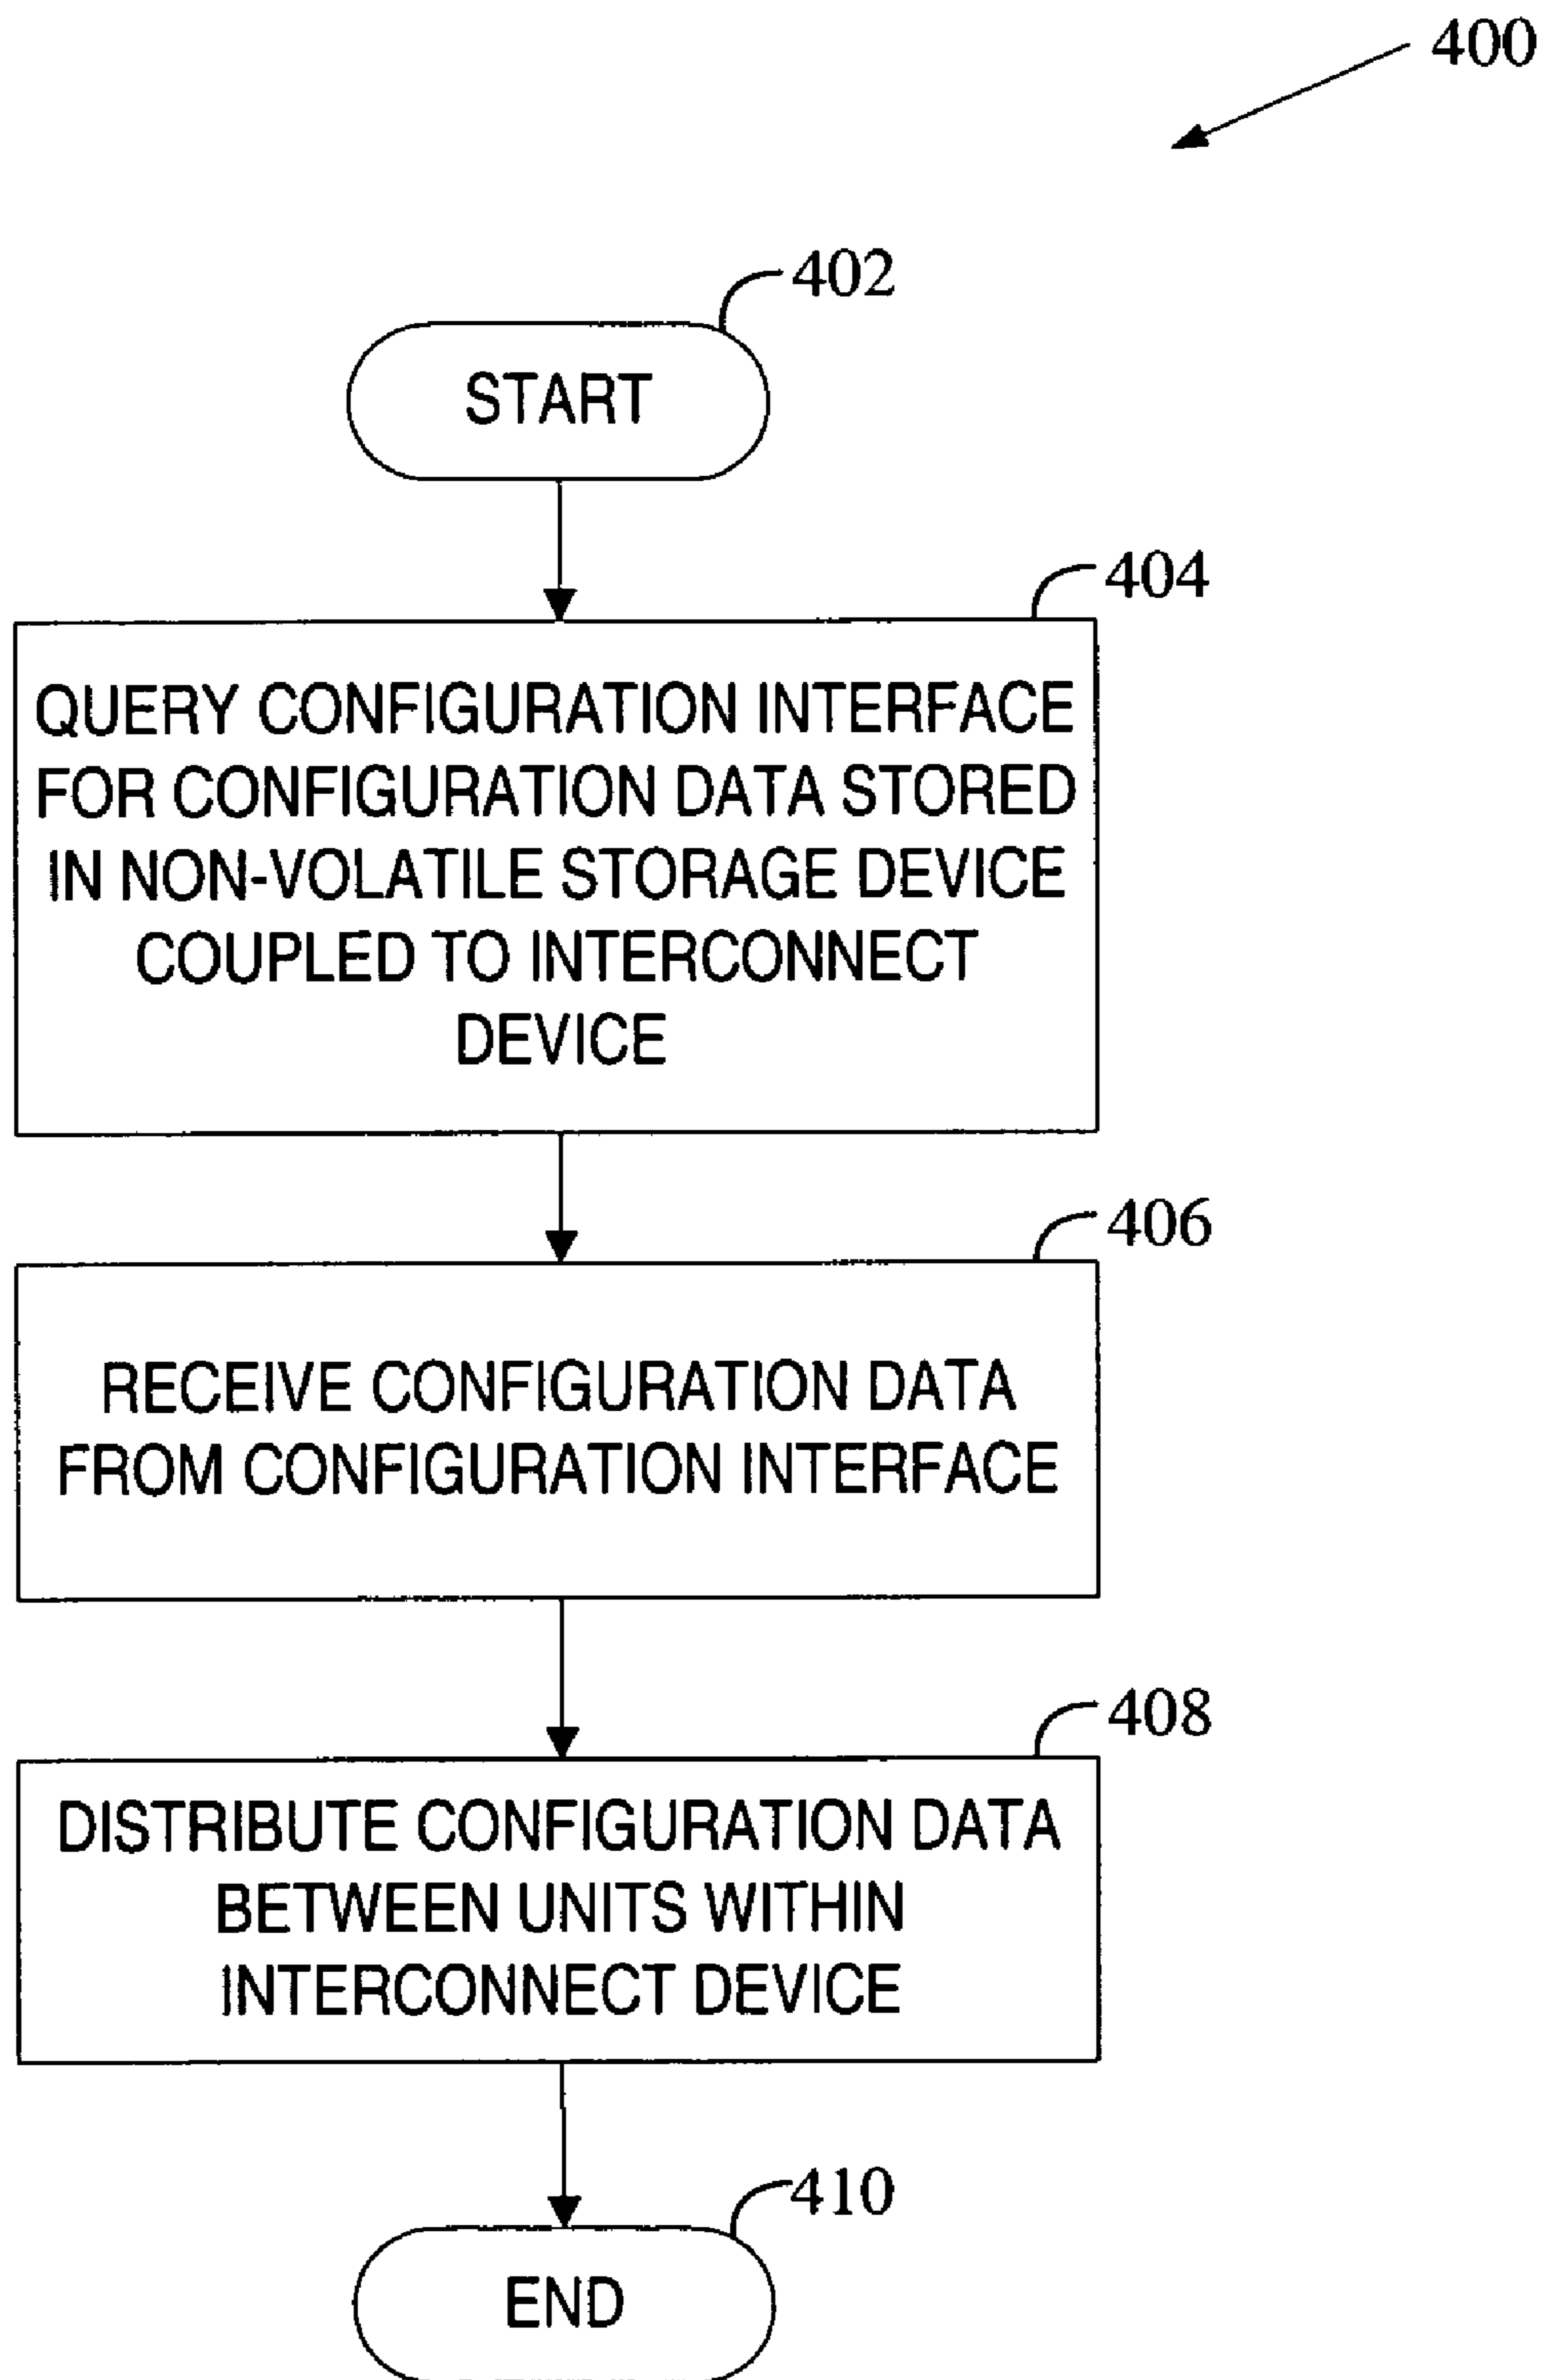 400
402
START
404
QUERY CONFIGURATION INTERFACE
FOR CONFIGURATION DATA STORED
IN NON-VOLATILE STORAGE DEVICE
COUPLED TO INTERCONNECT
DEVICE
406
RECEIVE CONFIGURATION DATA
FROM CONFIGURATION INTERFACE
408
DISTRIBUTE CONFIGURATION DATA
BETWEEN UNITS WITHIN
INTERCONNECT DEVICE
410
END